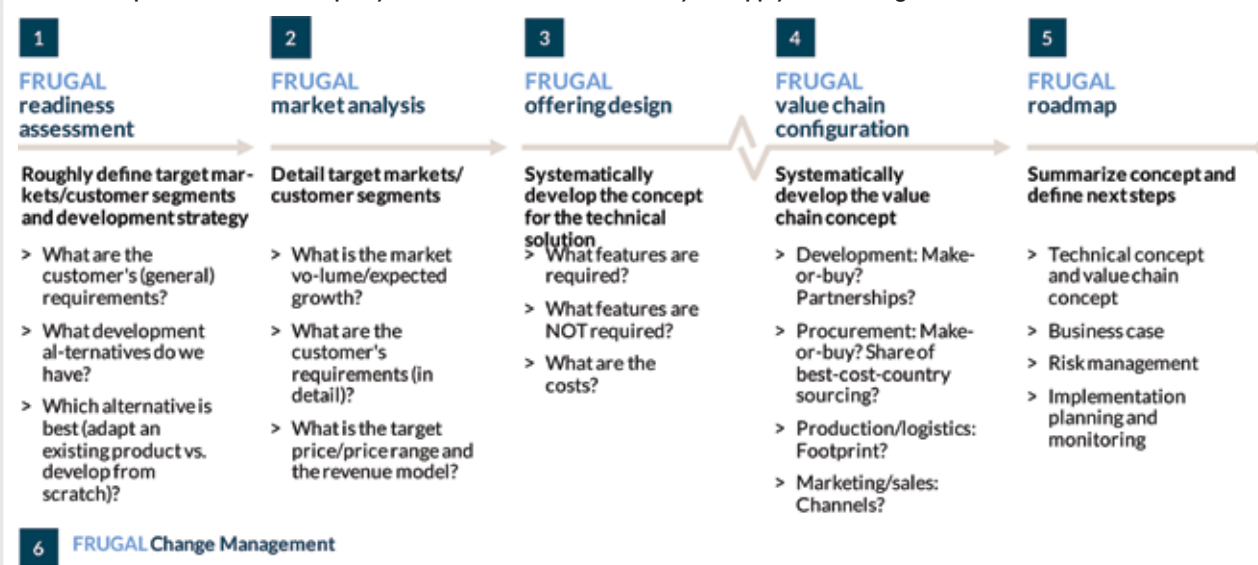 1
FRUGAL
readiness
assessment
Roughly define target mar-
kets/customer segments
and development strategy
> What are the
customer's (general)
requirements?
> What development
al-ternatives do we
have?
> Which alternative is
best (adapt an
existing product vs.
develop from
scratch)?
2
FRUGAL
market analysis
Detail target markets/
customer segments
> What is the market
vo-lume/expected
growth?
> What are the
customer's
requirements (in
detail)?
> What is the target
price/price range and
the revenue model?
3
FRUGAL
offering design
Systematically
develop the concept
for the technical
solution
> What features are
required?
> What features are
NOT required?
> What are the
costs?
4
FRUGAL
value chain
configuration
Systematically
develop the value
chain concept
> Development: Make-
or-buy?
Partnerships?
> Procurement: Make-
or-buy? Share of
best-cost-country
sourcing?
> Production/logistics:
Footprint?
> Marketing/sales:
Channels?
5
FRUGAL
roadmap
Summarize concept and
define next steps
> Technical concept
and value chain
concept
> Business case
> Risk management
> Implementation
planning and
monitoring
6
FRUGAL Change Management